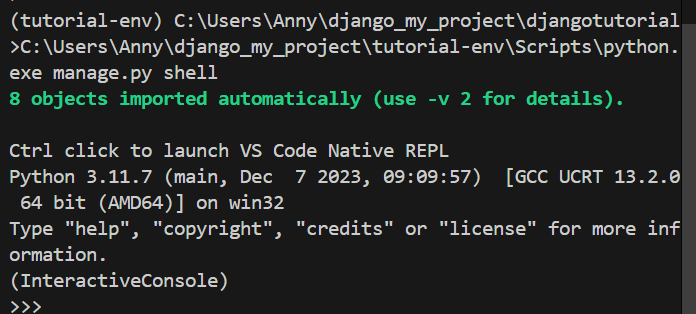 (tutorial-env) C:\Users\Anny\django_my_project\djangotutorial
>C:\Users\Anny\django_my_project\tutorial-env\Scripts\python.
exe manage.py shell
8 objects imported automatically (use -v 2 for details).
Ctrl click to launch VS Code Native REPL
Python 3.11.7 (main, Dec  7 2023, 09:09:57)  [GCC UCRT 13.2.0
 64 bit (AMD64)] on win32
Type "help", "copyright", "credits" or "license" for more inf
ormation.
(InteractiveConsole)
>>>